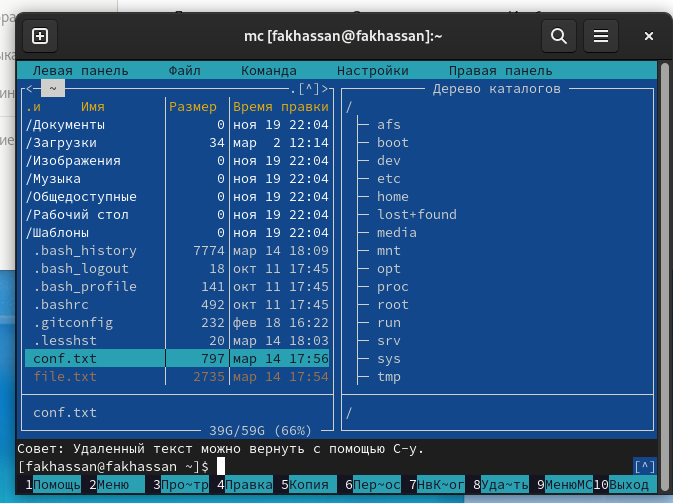 mc [fakhassan@fakhassan]:~
Левая панель Файл Команда Настройки Правая панель
<─ ~ .[^]> Дерево каталогов
.и Имя Размер Время правки /
/Документы 0 ноя 19 22:04 afs
/Загрузки 34 мар 2 12:14 boot
/Изображения 0 ноя 19 22:04 dev
/Музыка 0 ноя 19 22:04 etc
/Общедоступные 0 ноя 19 22:04 home
/Рабочий стол 0 ноя 19 22:04 lost+found
/Шаблоны 0 ноя 19 22:04 media
.bash_history 7774 мар 14 18:09 mnt
.bash_logout 18 окт 11 17:45 opt
.bash_profile 141 окт 11 17:45 proc
.bashrc 492 окт 11 17:45 root
.gitconfig 232 фев 18 16:22 run
.lesshst 20 мар 14 18:03 srv
conf.txt 797 мар 14 17:56 sys
file.txt 2735 мар 14 17:54 tmp
conf.txt /
39G/59G (66%)
Совет: Удаленный текст можно вернуть с помощью C-y.
[fakhassan@fakhassan ~]$ [^]
1Помощь 2Меню 3Про~тр 4Правка 5Копия 6Пер~ос 7НвК~ог 8Уда~ть 9МенюMC 10Выход